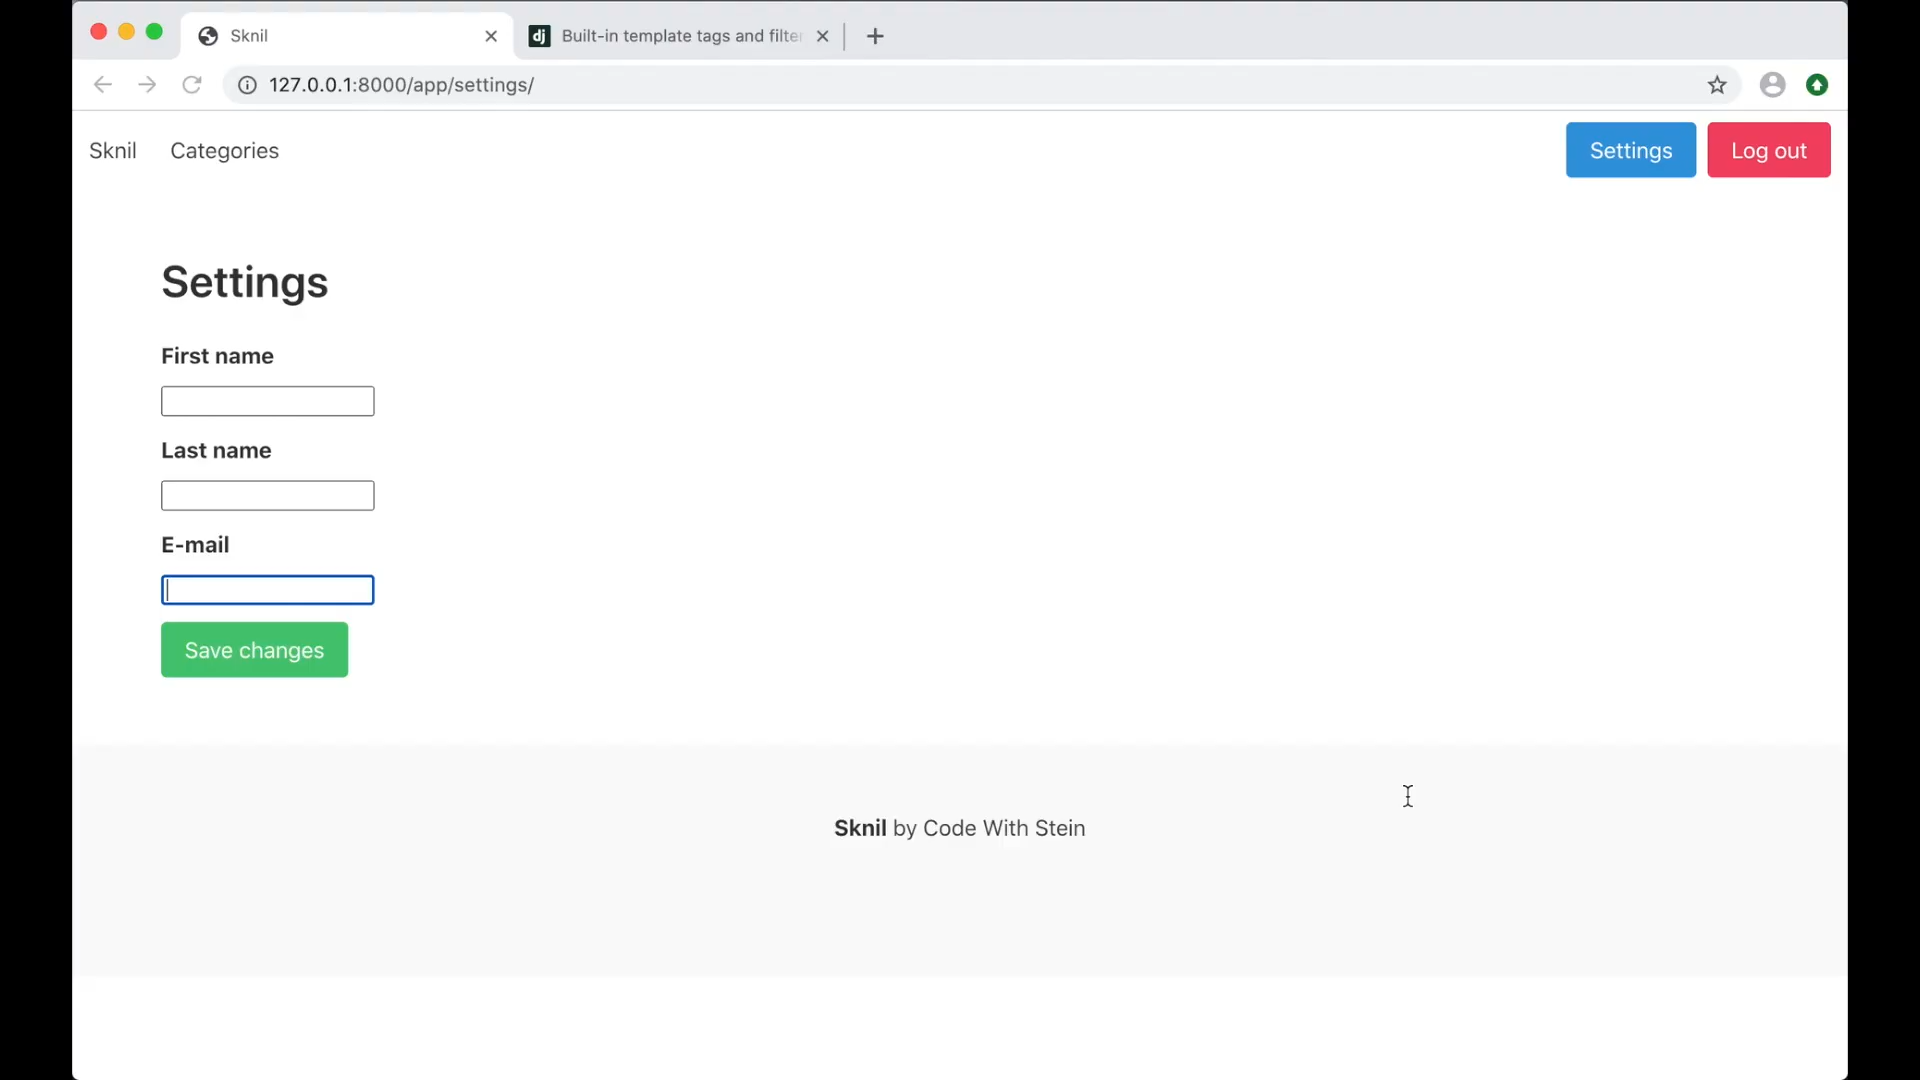 Sknil
Built-in template tags and filter
127.0.0.1:8000/app/settings/
Sknil Categories Settings Log out
Settings
First name
Last name
E-mail
Save changes
Sknil by Code With Stein